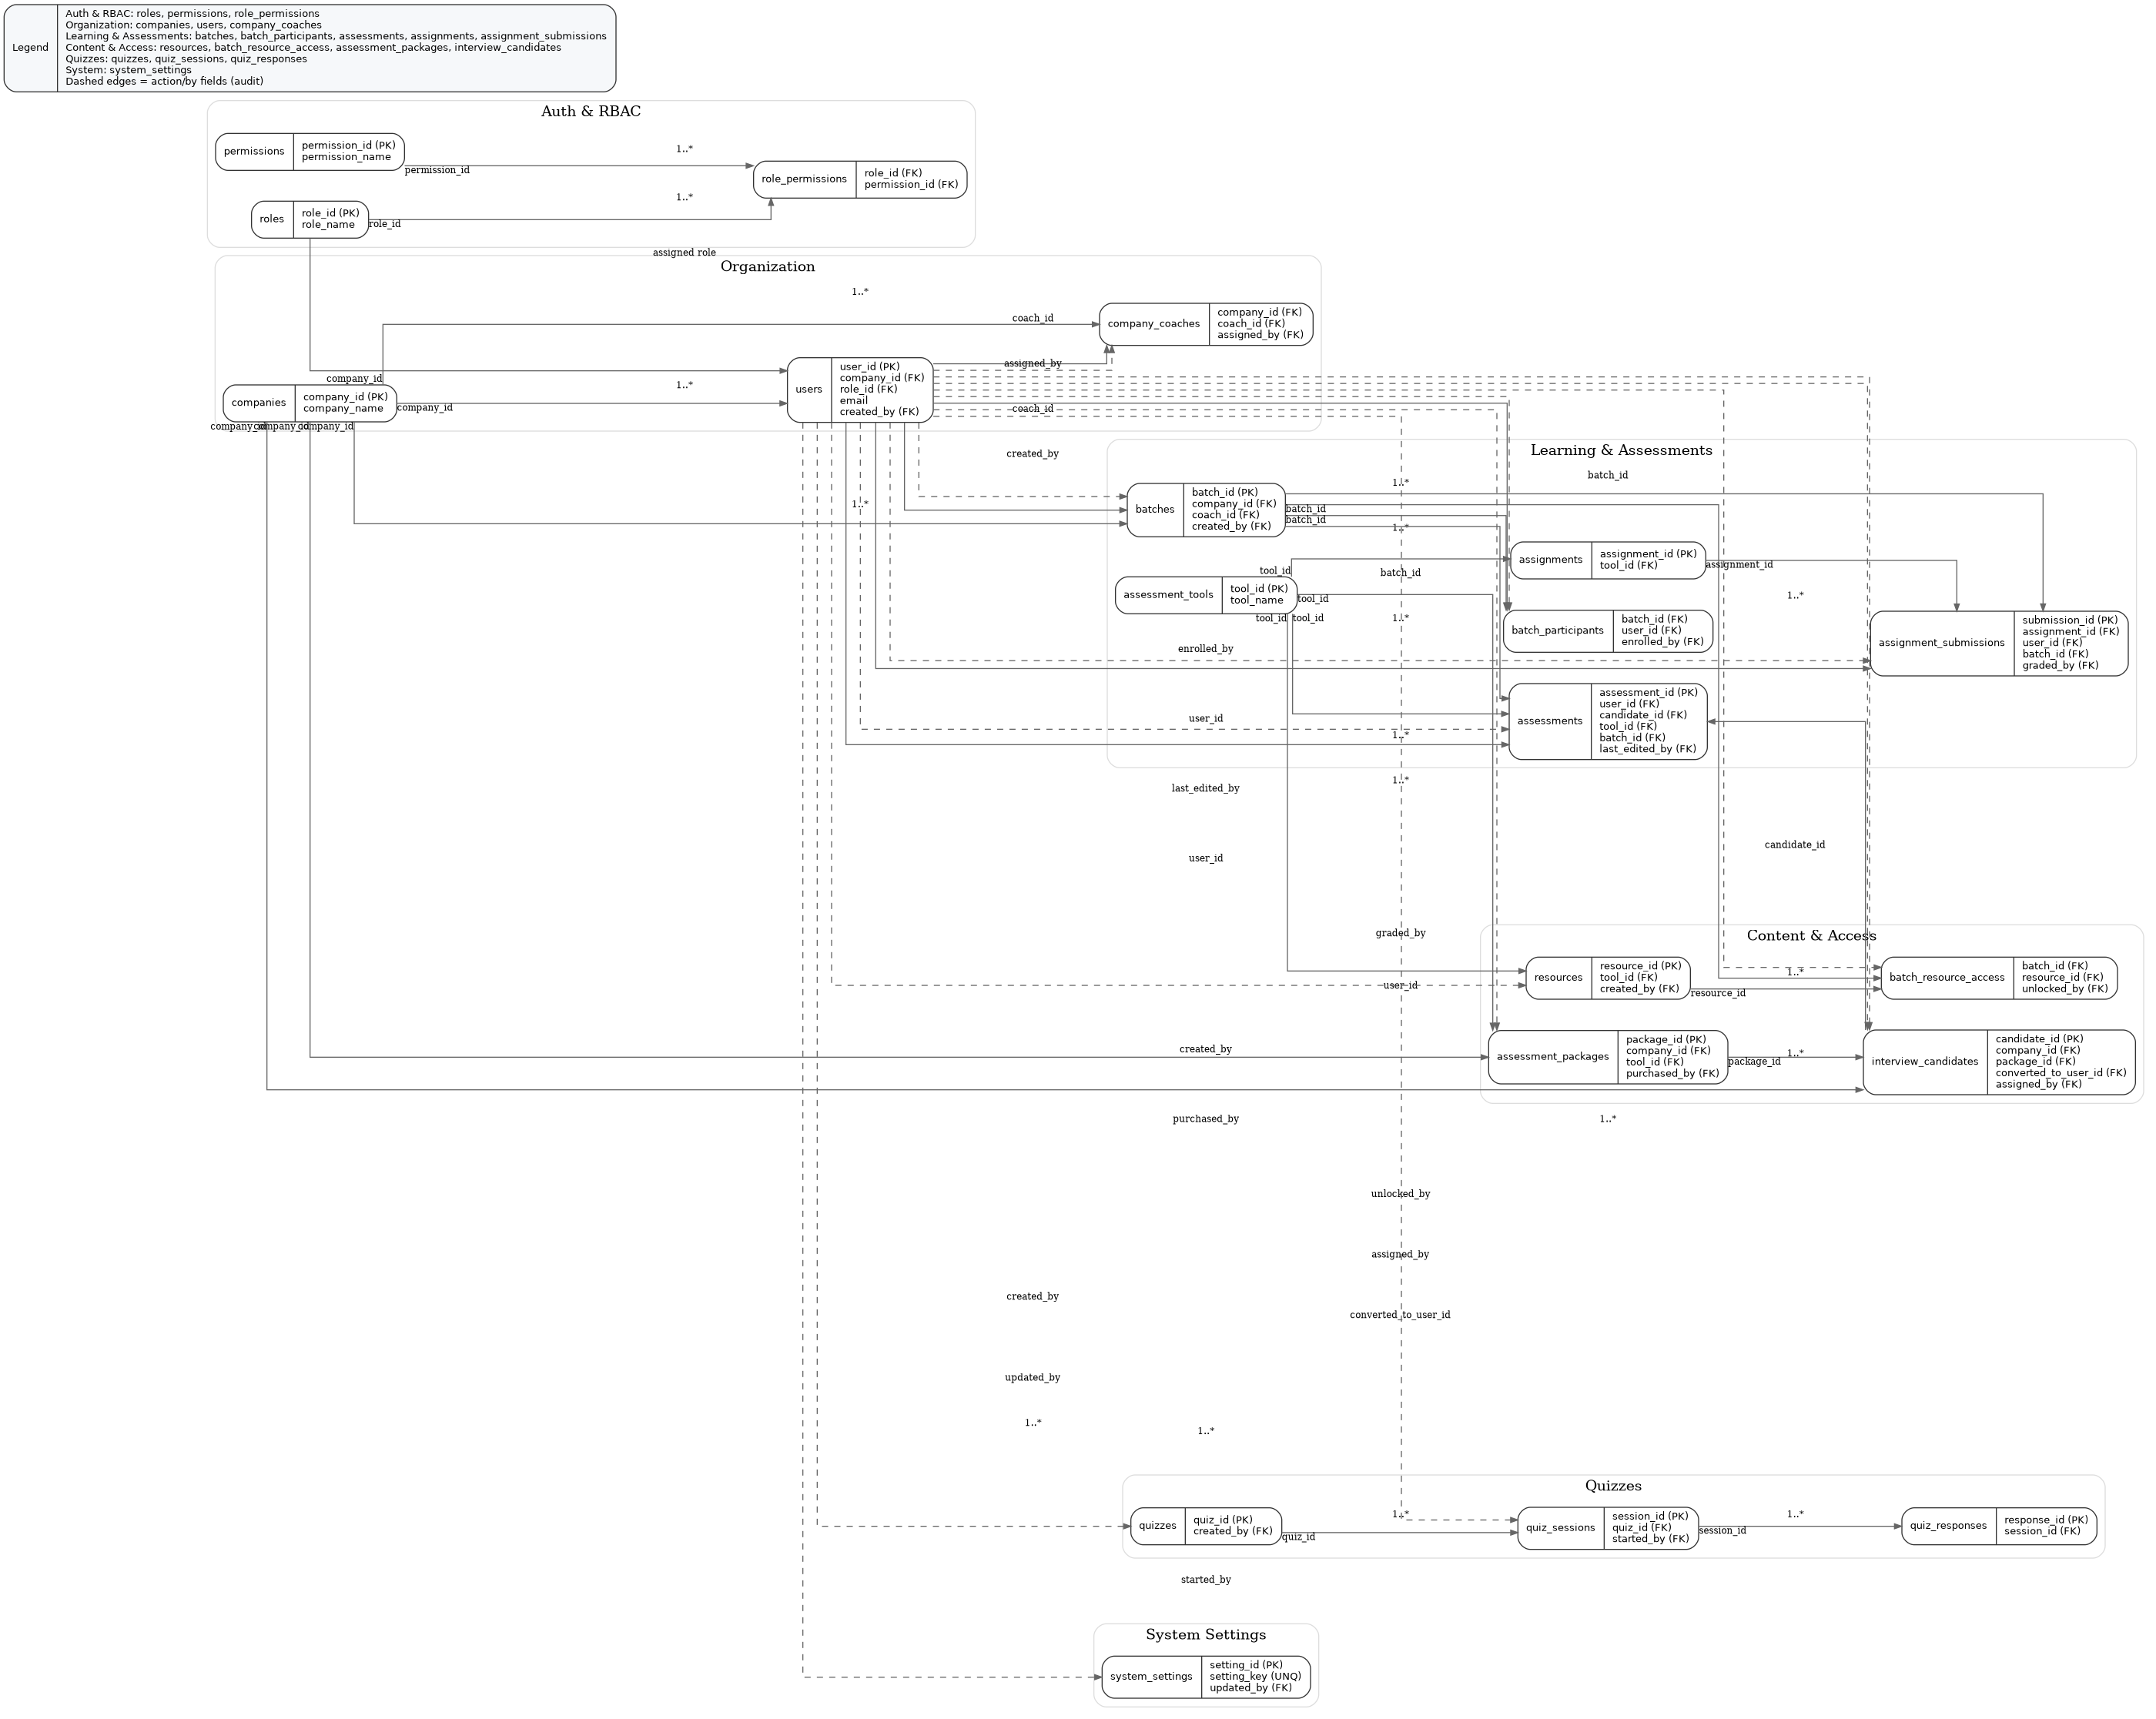 Legend
Auth & RBAC: roles, permissions, role_permissions
Organization: companies, users, company_coaches
Learning & Assessments: batches, batch_participants, assessments, assignments, assignment_submissions
Content & Access: resources, batch_resource_access, assessment_packages, interview_candidates
Quizzes: quizzes, quiz_sessions, quiz_responses
System: system_settings
Dashed edges = action/by fields (audit)
Auth & RBAC
permissions
permission_id (PK)
permission_name
permission_id
1..*
role_permissions
role_id (FK)
permission_id (FK)
roles
role_id (PK)
role_name
role_id
1..*
assigned role
Organization
1..*
coach_id
company_coaches
company_id (FK)
coach_id (FK)
assigned_by (FK)
assigned_by
company_id
companies
company_id (PK)
company_name
company_id
1..*
users
user_id (PK)
company_id (FK)
role_id (FK)
email
created_by (FK)
coach_id
company_id
company_id
company_id
created_by
1..*
Learning & Assessments
batch_id
1..*
batches
batch_id (PK)
company_id (FK)
coach_id (FK)
created_by (FK)
batch_id
batch_id
1..*
assignments
assignment_id (PK)
tool_id (FK)
assignment_id
tool_id
batch_id
assessment_tools
tool_id (PK)
tool_name
tool_id
tool_id
tool_id
1..*
1..*
batch_participants
batch_id (FK)
user_id (FK)
enrolled_by (FK)
assignment_submissions
submission_id (PK)
assignment_id (FK)
user_id (FK)
batch_id (FK)
graded_by (FK)
enrolled_by
assessments
assessment_id (PK)
user_id (FK)
candidate_id (FK)
tool_id (FK)
batch_id (FK)
last_edited_by (FK)
user_id
1..*
1..*
last_edited_by
candidate_id
user_id
graded_by
Content & Access
resources
resource_id (PK)
tool_id (FK)
created_by (FK)
resource_id
1..*
batch_resource_access
batch_id (FK)
resource_id (FK)
unlocked_by (FK)
user_id
created_by
assessment_packages
package_id (PK)
company_id (FK)
tool_id (FK)
purchased_by (FK)
package_id
1..*
interview_candidates
candidate_id (PK)
company_id (FK)
package_id (FK)
converted_to_user_id (FK)
assigned_by (FK)
purchased_by
1..*
unlocked_by
assigned_by
created_by
converted_to_user_id
updated_by
1..*
1..*
Quizzes
quizzes
quiz_id (PK)
created_by (FK)
quiz_id
1..*
quiz_sessions
session_id (PK)
quiz_id (FK)
started_by (FK)
session_id
1..*
quiz_responses
response_id (PK)
session_id (FK)
started_by
System Settings
system_settings
setting_id (PK)
setting_key (UNQ)
updated_by (FK)